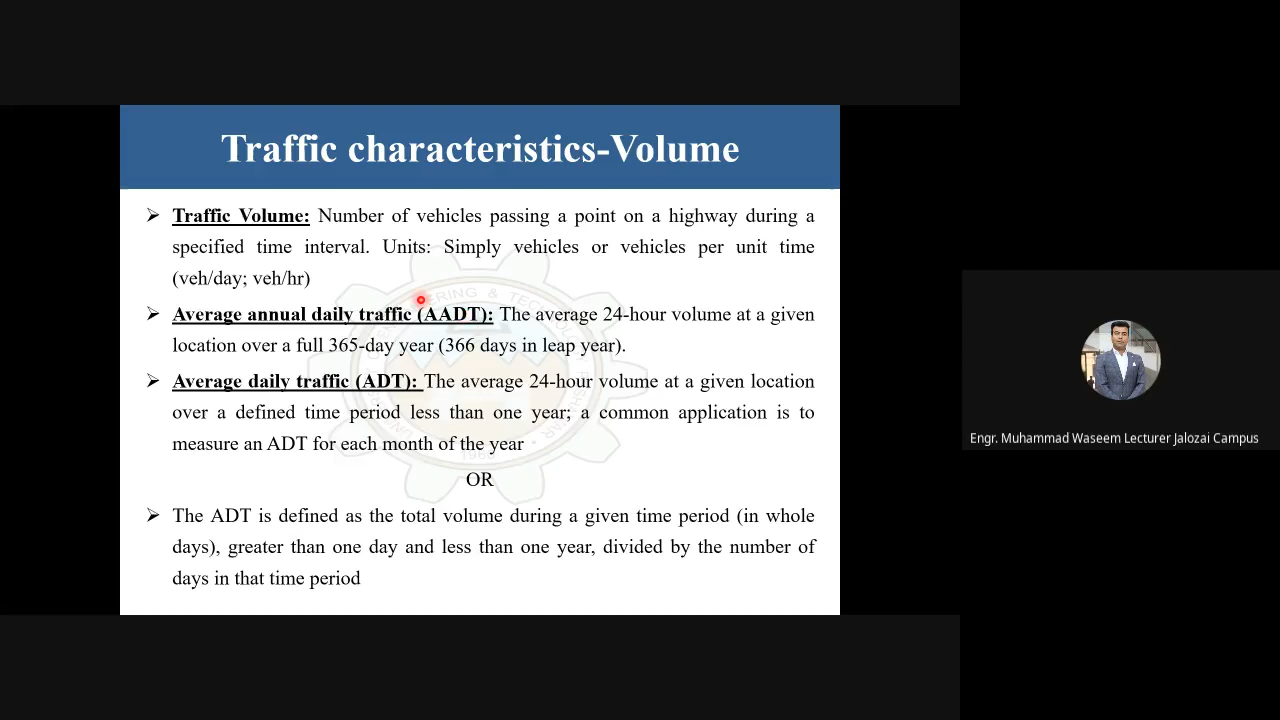 Traffic characteristics-Volume
➢ Traffic Volume: Number of vehicles passing a point on a highway during a
specified time interval. Units: Simply vehicles or vehicles per unit time
(veh/day; veh/hr)
➢ Average annual daily traffic (AADT): The average 24-hour volume at a given
location over a full 365-day year (366 days in leap year).
➢ Average daily traffic (ADT): The average 24-hour volume at a given location
over a defined time period less than one year; a common application is to
measure an ADT for each month of the year
OR
➢ The ADT is defined as the total volume during a given time period (in whole
days), greater than one day and less than one year, divided by the number of
days in that time period
Engr. Muhammad Waseem Lecturer Jalozai Campus